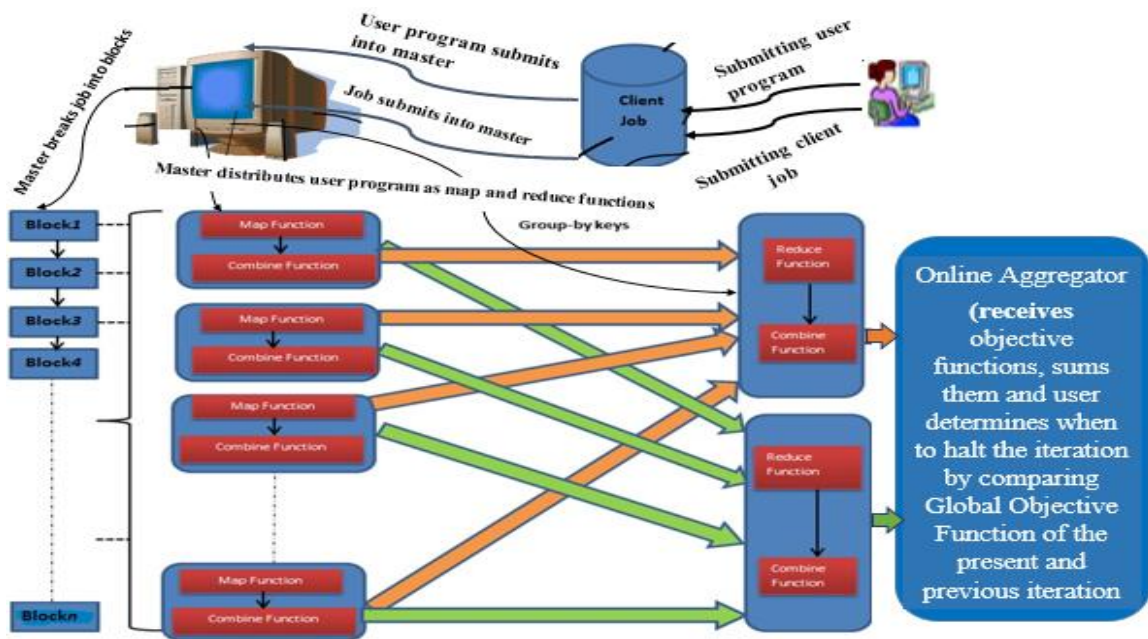 User program submits
into master
Submitting user
program
Client
Job
Job submits into master
Master breaks job into blocks
Submitting client
job
Master distributes user program as map and reduce functions
Group-by keys
Block1
Block2
Block3
Block4
Blockn
Map Function
Combine Function
Map Function
Combine Function
Map Function
Combine Function
Map Function
Combine Function
Reduce
Function
Combine
Function
Reduce
Function
Combine
Function
Online Aggregator
(receives
objective
functions, sums
them and user
determines when
to halt the iteration
by comparing
Global Objective
Function of the
present and
previous iteration